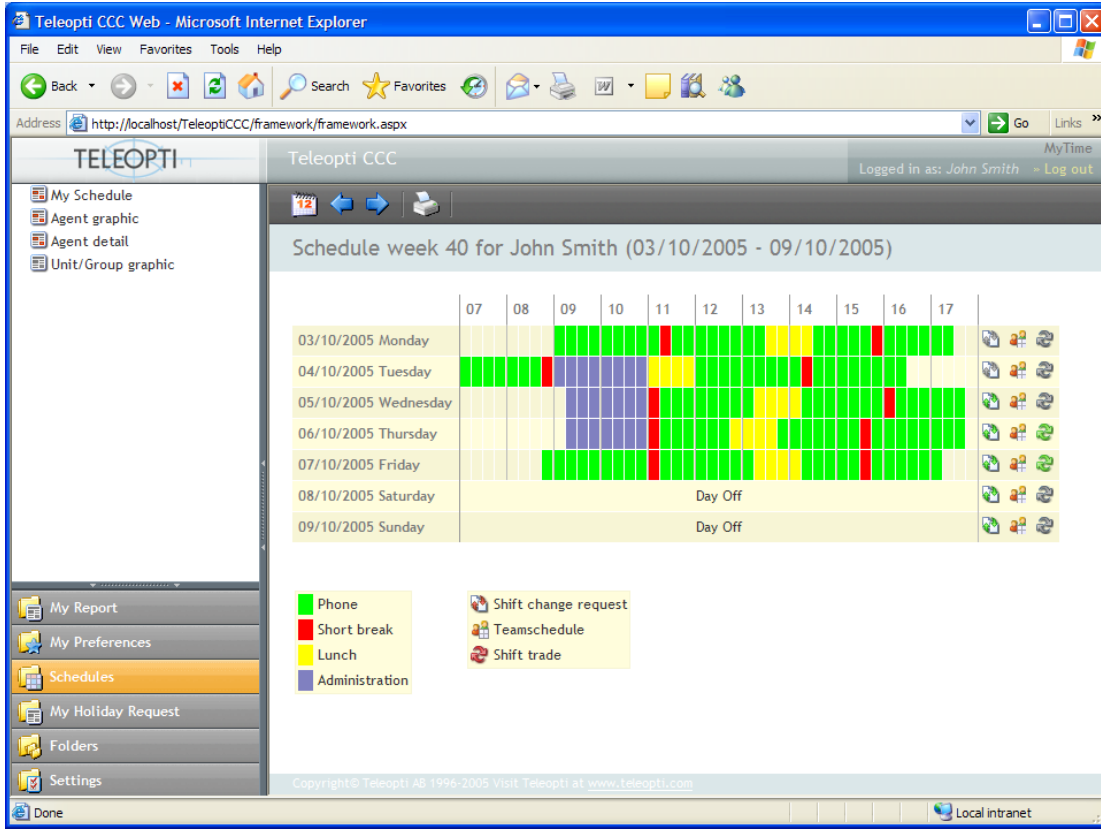 Teleopti CCC Web - Microsoft Internet Explorer
File Edit View Favorites Tools Help
Back Search Favorites
Address http://localhost/TeleoptiCCC/framework/framework.aspx Go Links »
TELEOPTI Teleopti CCC MyTime
Logged in as: John Smith » Log out
My Schedule
Agent graphic
Agent detail
Unit/Group graphic
12
Schedule week 40 for John Smith (03/10/2005 - 09/10/2005)
07 08 09 10 11 12 13 14 15 16 17
03/10/2005 Monday
04/10/2005 Tuesday
05/10/2005 Wednesday
06/10/2005 Thursday
07/10/2005 Friday
08/10/2005 Saturday Day Off
09/10/2005 Sunday Day Off
Phone Shift change request
Short break Teamschedule
Lunch Shift trade
Administration
My Report
My Preferences
Schedules
My Holiday Request
Folders
Settings
Copyright© Teleopti AB 1996-2005 Visit Teleopti at www.teleopti.com
Done Local intranet